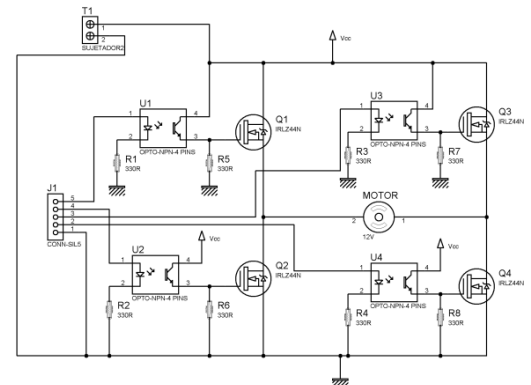 T1
1
2
SUJETADOR2
Vcc
U1
1
4
2
3
OPTO-NPN-4 PINS
Q1
IRLZ44N
U3
1
4
2
3
OPTO-NPN-4 PINS
Q3
IRLZ44N
R1
330R
R5
330R
R3
330R
R7
330R
J1
5
4
3
2
1
CONN-SIL5
MOTOR
2
1
12V
U2
1
4
2
3
OPTO-NPN-4 PINS
Vcc
Q2
IRLZ44N
U4
1
4
2
3
OPTO-NPN-4 PINS
Vcc
Q4
IRLZ44N
R2
330R
R6
330R
R4
330R
R8
330R